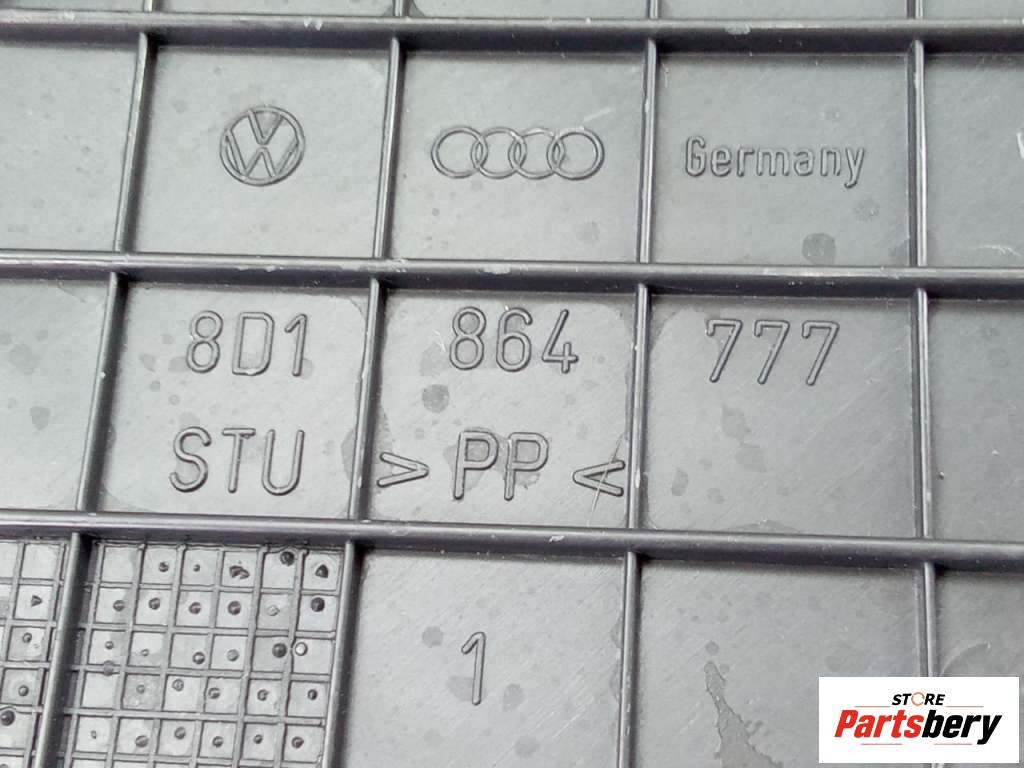 Germany
8D1 864 777
STU >PP<
1
STORE
Partsbery